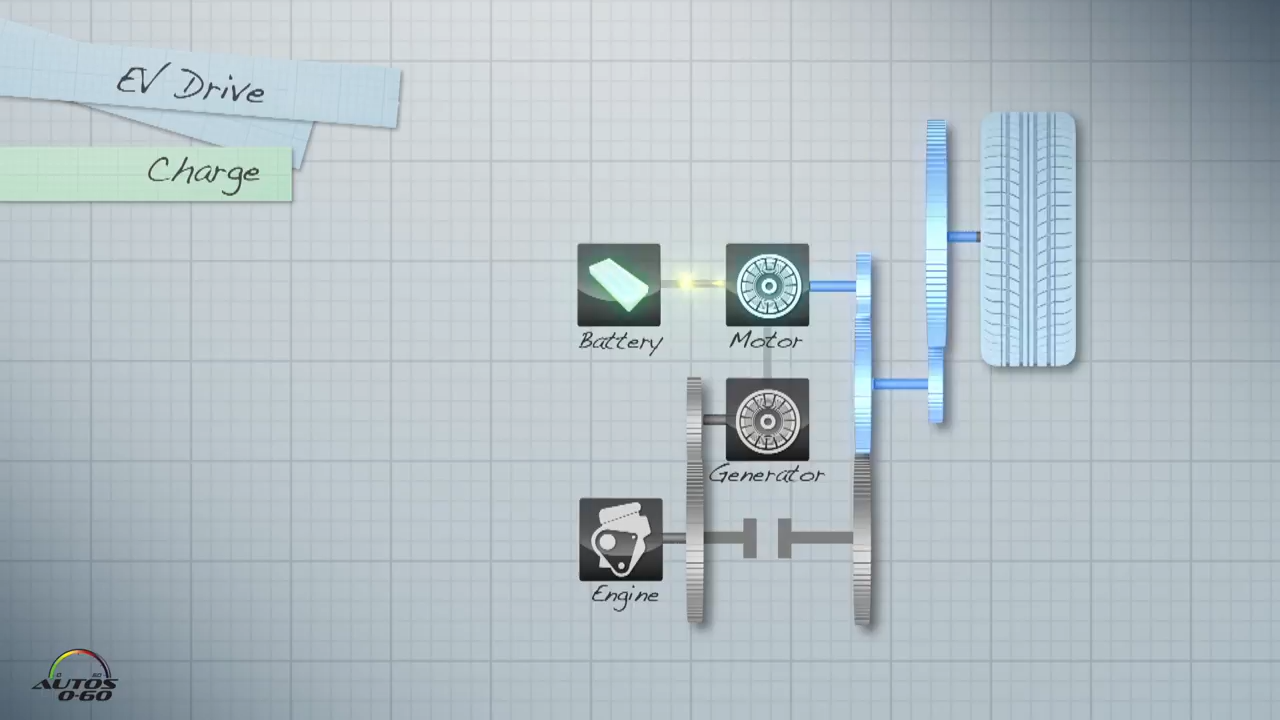 EV Drive
Charge
Battery
Motor
Generator
Engine
AUTOS
0-60